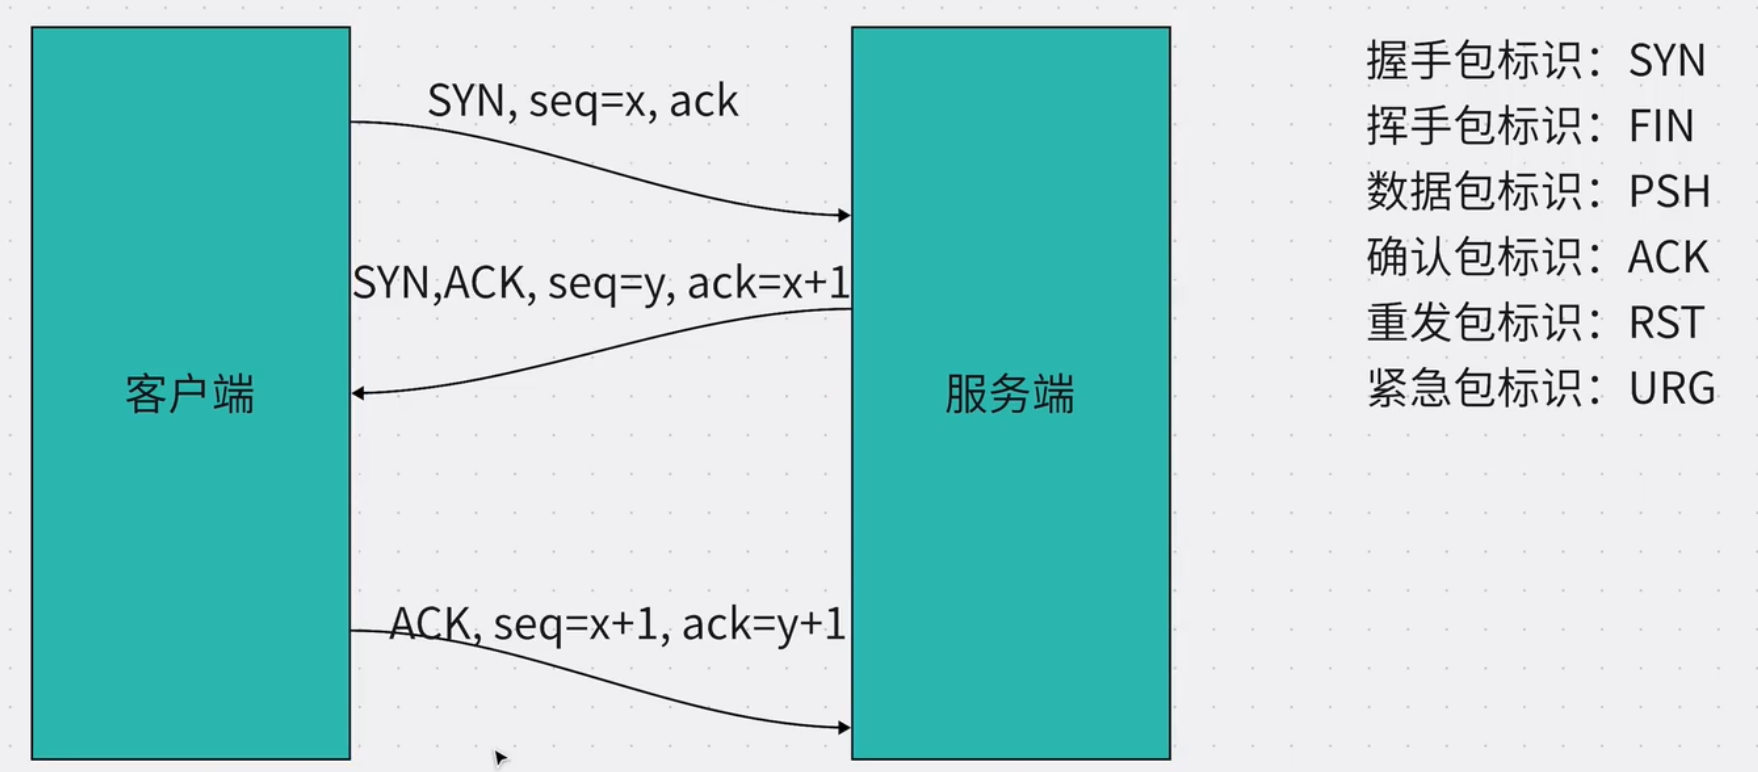 SYN, seq=x, ack
SYN,ACK, seq=y, ack=x+1
客户端
服务端
ACK, seq=x+1, ack=y+1
握手包标识：SYN
挥手包标识：FIN
数据包标识：PSH
确认包标识：ACK
重发包标识：RST
紧急包标识：URG